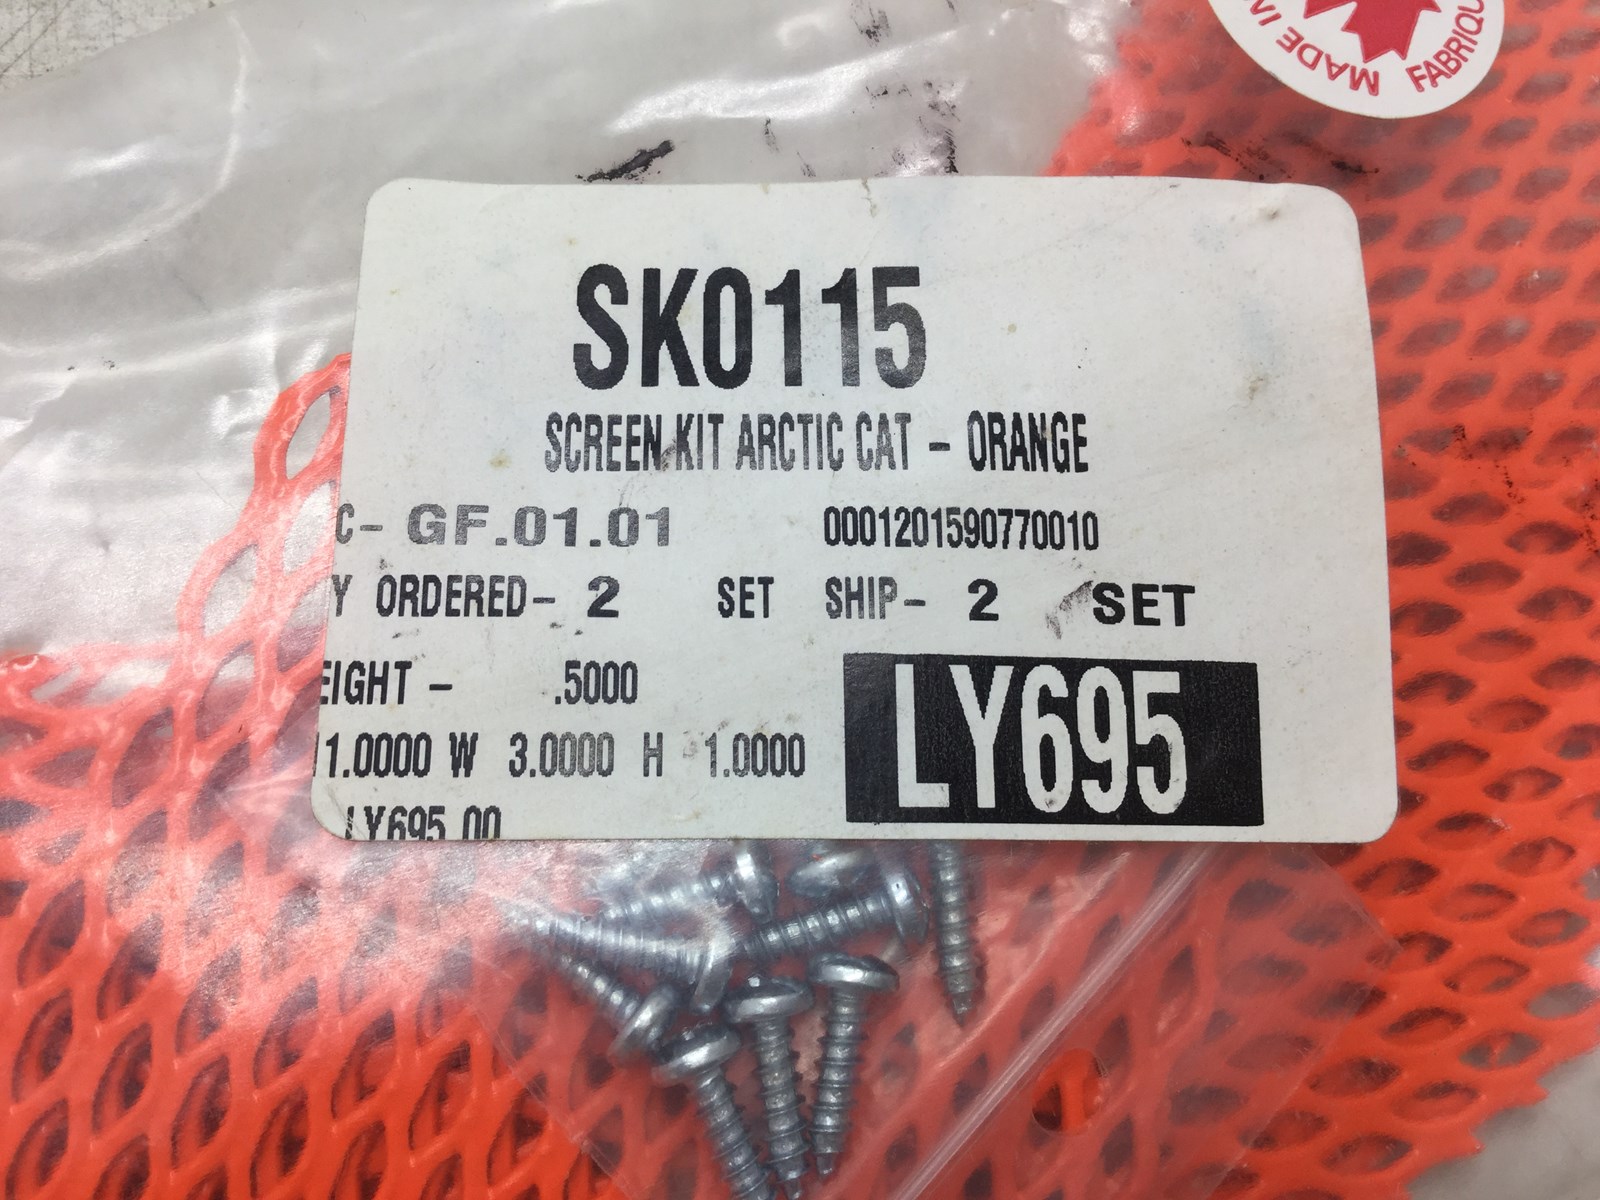 MADE IN FABRIQU
SK0115
SCREEN KIT ARCTIC CAT - ORANGE
C- GF.01.01 0001201590770010
Y ORDERED- 2 SET SHIP- 2 SET
EIGHT - .5000
11.0000 W 3.0000 H 1.0000
LY695
LY695.00